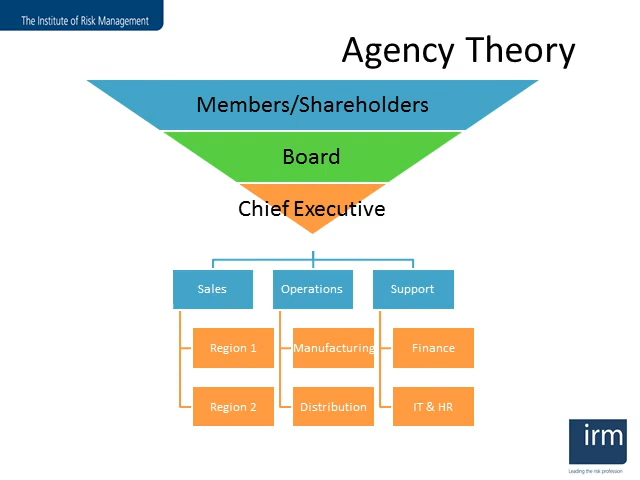 The Institute of Risk Management
Agency Theory
Members/Shareholders
Board
Chief Executive
Sales
Operations
Support
Region 1
Manufacturing
Finance
Region 2
Distribution
IT & HR
irm
Leading the risk profession